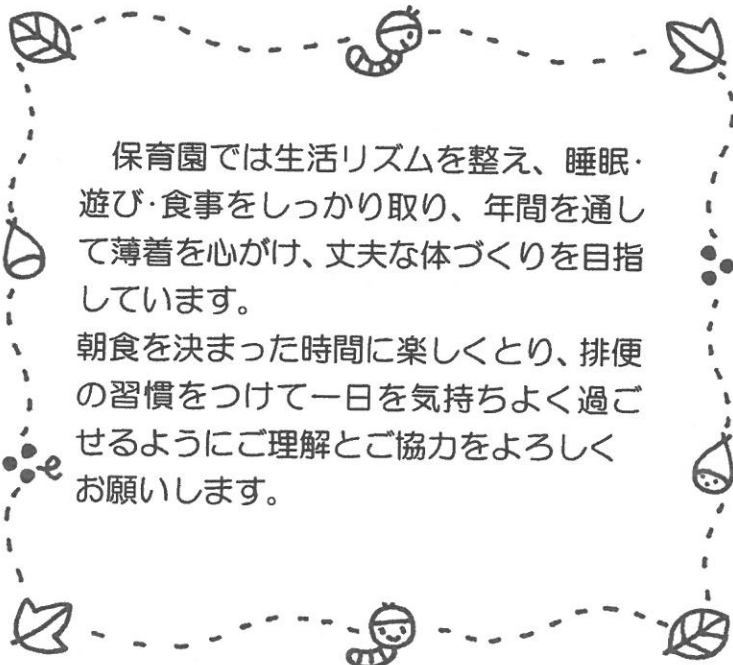 保育園では生活リズムを整え、睡眠・
遊び・食事をしっかり取り、年間を通し
て薄着を心がけ、丈夫な体づくりを目指
しています。
朝食を決まった時間に楽しくとり、排便
の習慣をつけて一日を気持ちよく過ご
せるようにご理解とご協力をよろしく
お願いします。